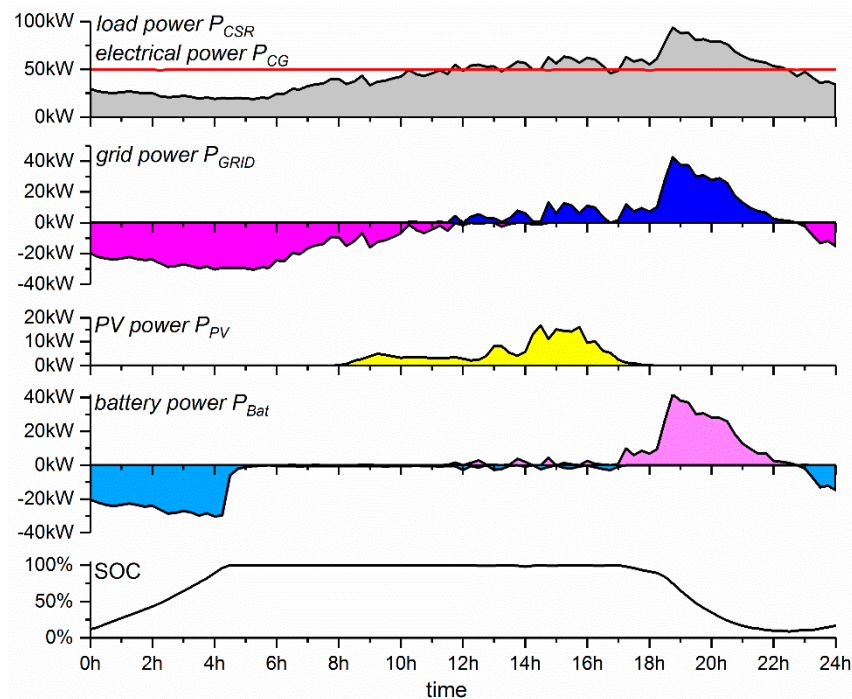 100kW
load power P_CSR
electrical power P_CG
50kW
0kW
40kW
grid power P_GRID
20kW
0kW
-20kW
-40kW
20kW
PV power P_PV
10kW
0kW
40kW
battery power P_Bat
20kW
0kW
-20kW
-40kW
100%
SOC
50%
0%
0h 2h 4h 6h 8h 10h 12h 14h 16h 18h 20h 22h 24h
time